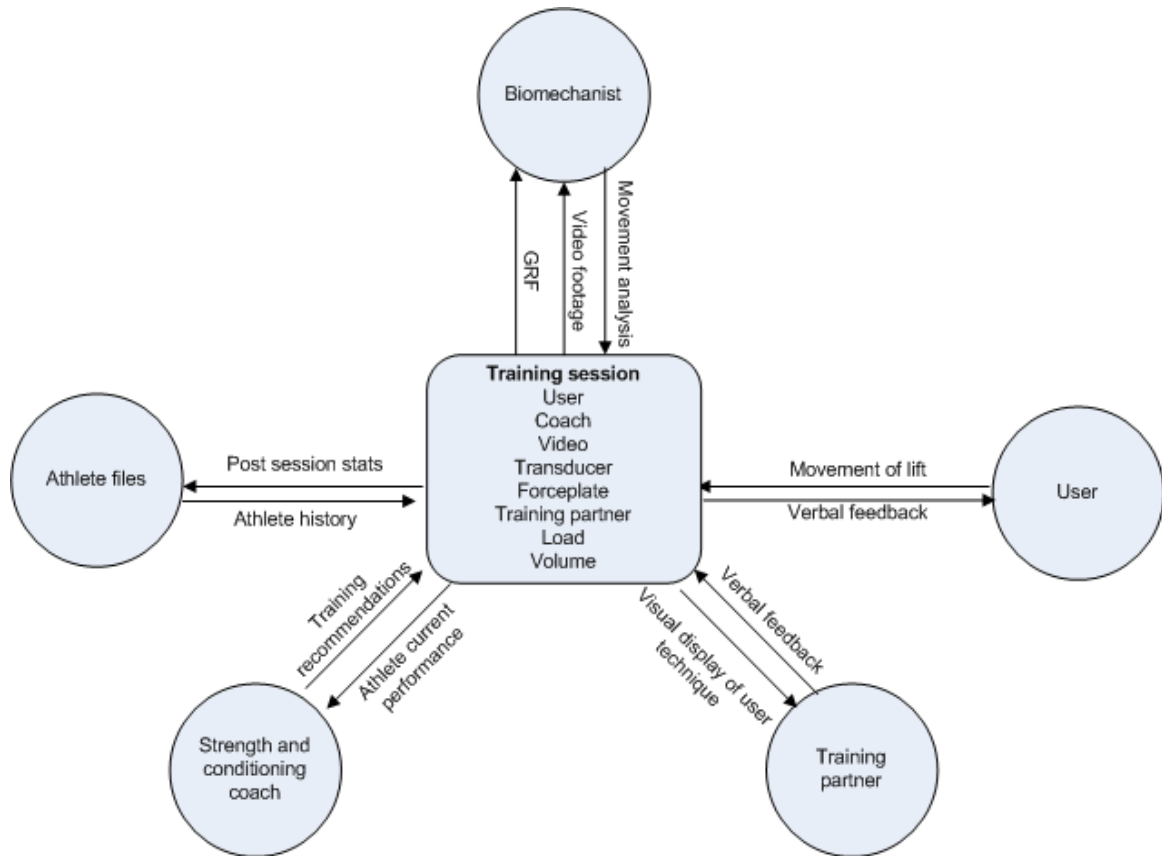 Biomechanist
GRF
Video footage
Movement analysis
Training session
User
Coach
Video
Transducer
Forceplate
Training partner
Load
Volume
Athlete files
Post session stats
Athlete history
Movement of lift
Verbal feedback
User
Training
recommendations
Athlete current
performance
Verbal feedback
Visual display of user
technique
Strength and
conditioning
coach
Training
partner